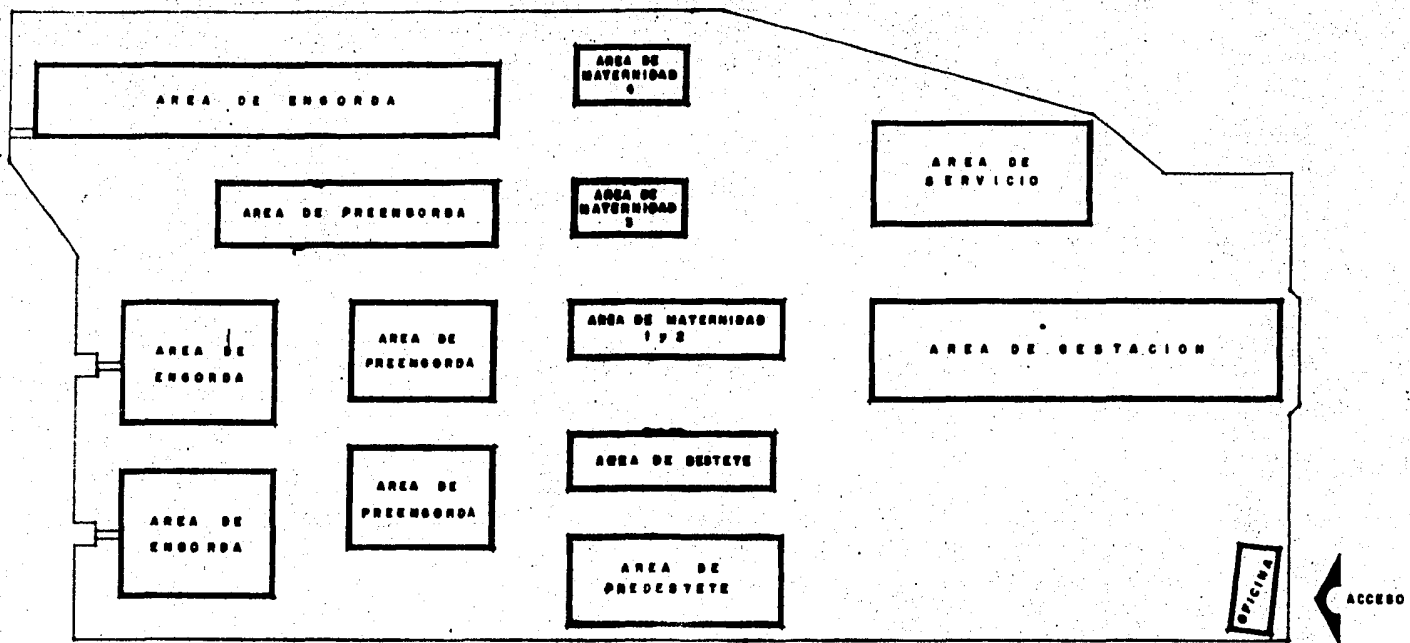 AREA DE ENGORDA
AREA DE
MATERNIDAD
4
AREA DE PREENGORDA
AREA DE
MATERNIDAD
3
AREA DE
SERVICIO
AREA DE
ENGORDA
AREA DE
PREENGORDA
AREA DE MATERNIDAD
1 y 2
AREA DE GESTACION
AREA DE
ENGORDA
AREA DE
PREENGORDA
AREA DE DESTETE
AREA DE
PREDESTETE
OFICINA
ACCESO